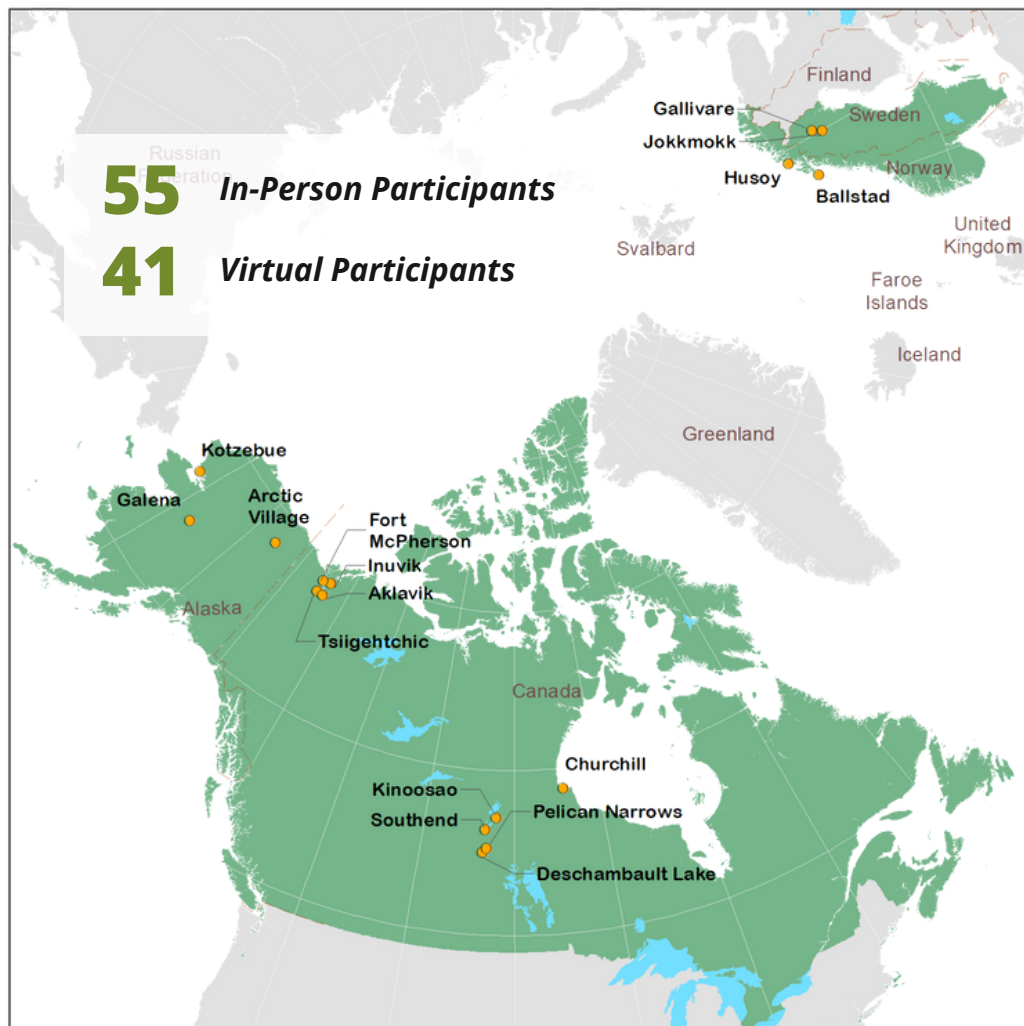 Finland
Gallivare
Sweden
Jokkmokk
Russian
Federation
Norway
Husoy
55 In-Person Participants
Ballstad
United
Kingdom
Svalbard
41 Virtual Participants
Faroe
Islands
Iceland
Greenland
Kotzebue
Galena
Arctic
Village
Fort
McPherson
Inuvik
Aklavik
Alaska
Tsiigehtchic
Canada
Churchill
Kinoosao
Pelican Narrows
Southend
Deschambault Lake